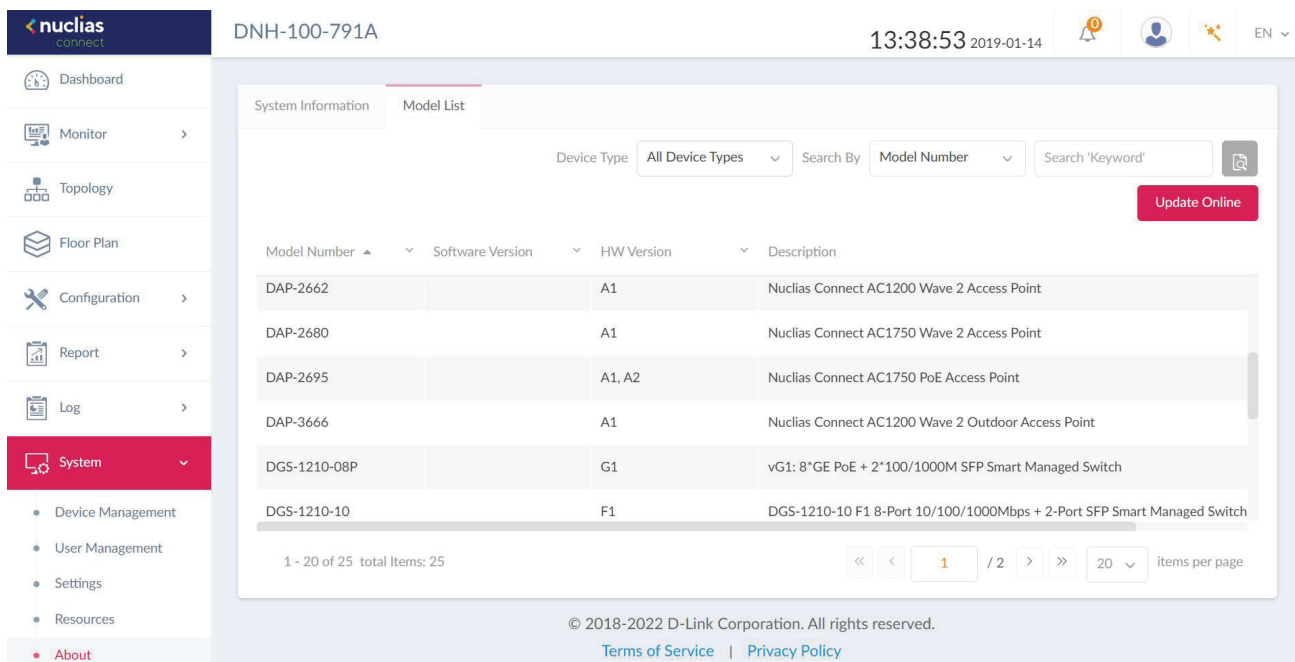 nuclias
connect
DNH-100-791A
13:38:53 2019-01-14
0
EN
Dashboard
Monitor
Topology
Floor Plan
Configuration
Report
Log
System
Device Management
User Management
Settings
Resources
About
System Information
Model List
Device Type
All Device Types
Search By
Model Number
Search 'Keyword'
Update Online
Model Number
Software Version
HW Version
Description
DAP-2662 A1 Nuclias Connect AC1200 Wave 2 Access Point
DAP-2680 A1 Nuclias Connect AC1750 Wave 2 Access Point
DAP-2695 A1, A2 Nuclias Connect AC1750 PoE Access Point
DAP-3666 A1 Nuclias Connect AC1200 Wave 2 Outdoor Access Point
DGS-1210-08P G1 vG1: 8*GE PoE + 2*100/1000M SFP Smart Managed Switch
DGS-1210-10 F1 DGS-1210-10 F1 8-Port 10/100/1000Mbps + 2-Port SFP Smart Managed Switch
1 - 20 of 25 total Items: 25
« < 1 / 2 > » 20 items per page
© 2018-2022 D-Link Corporation. All rights reserved.
Terms of Service | Privacy Policy